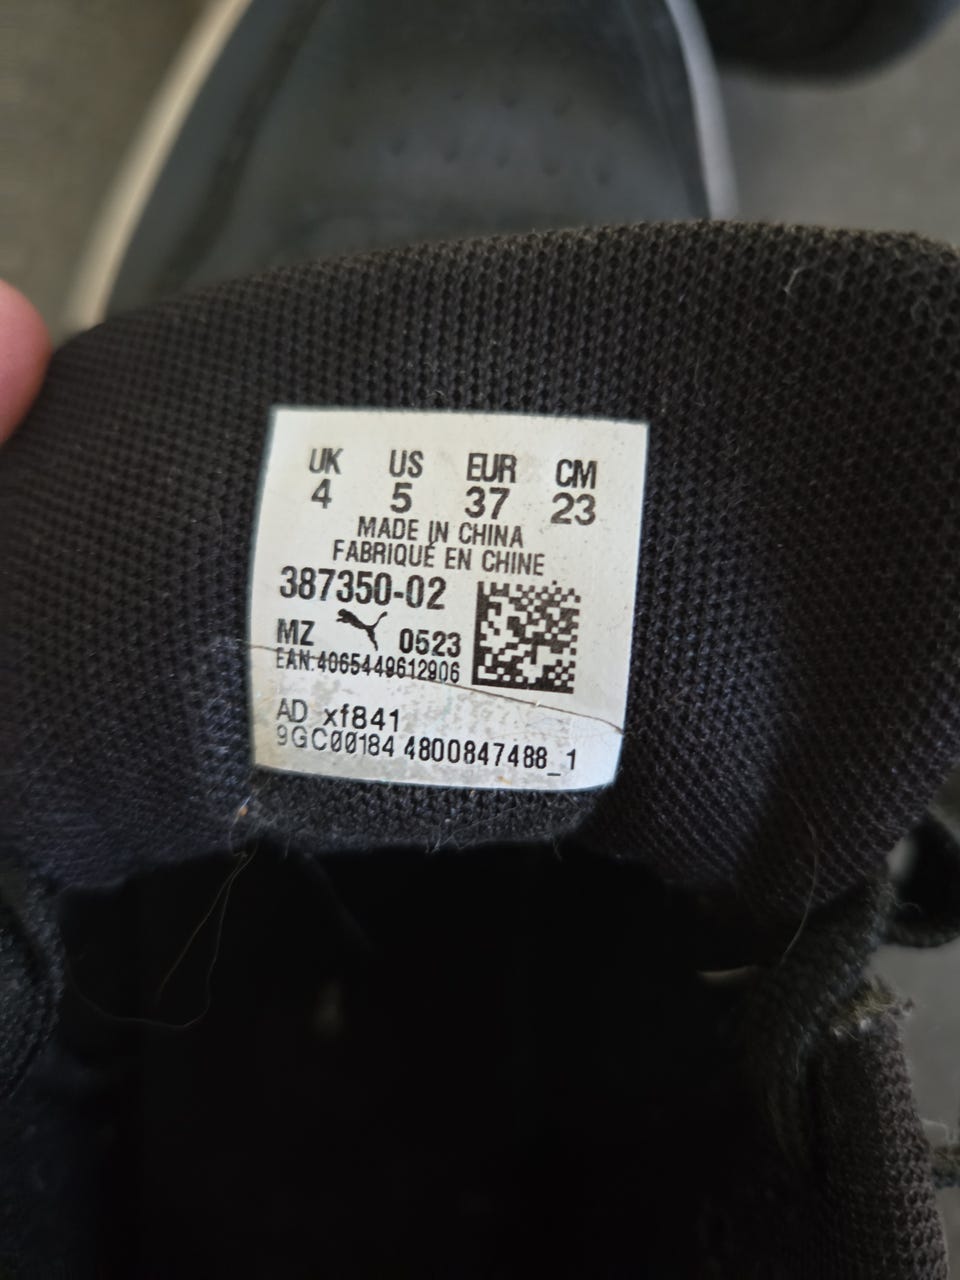 UK US EUR CM
4 5 37 23
MADE IN CHINA
FABRIQUÉ EN CHINE
387350-02
MZ 0523
EAN:4065449612906
AD xf841
9GC00184 4800847488_1